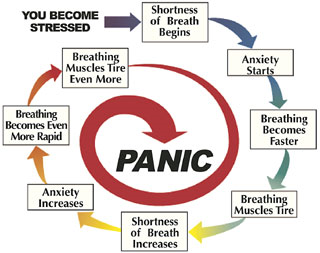 YOU BECOME
STRESSED
Shortness of
Breath
Begins
Anxiety
Starts
Breathing
Becomes
Faster
Breathing
Muscles Tire
Shortness
of Breath
Increases
Anxiety
Increases
Breathing
Becomes Even
More Rapid
Breathing
Muscles Tire
Even More
PANIC